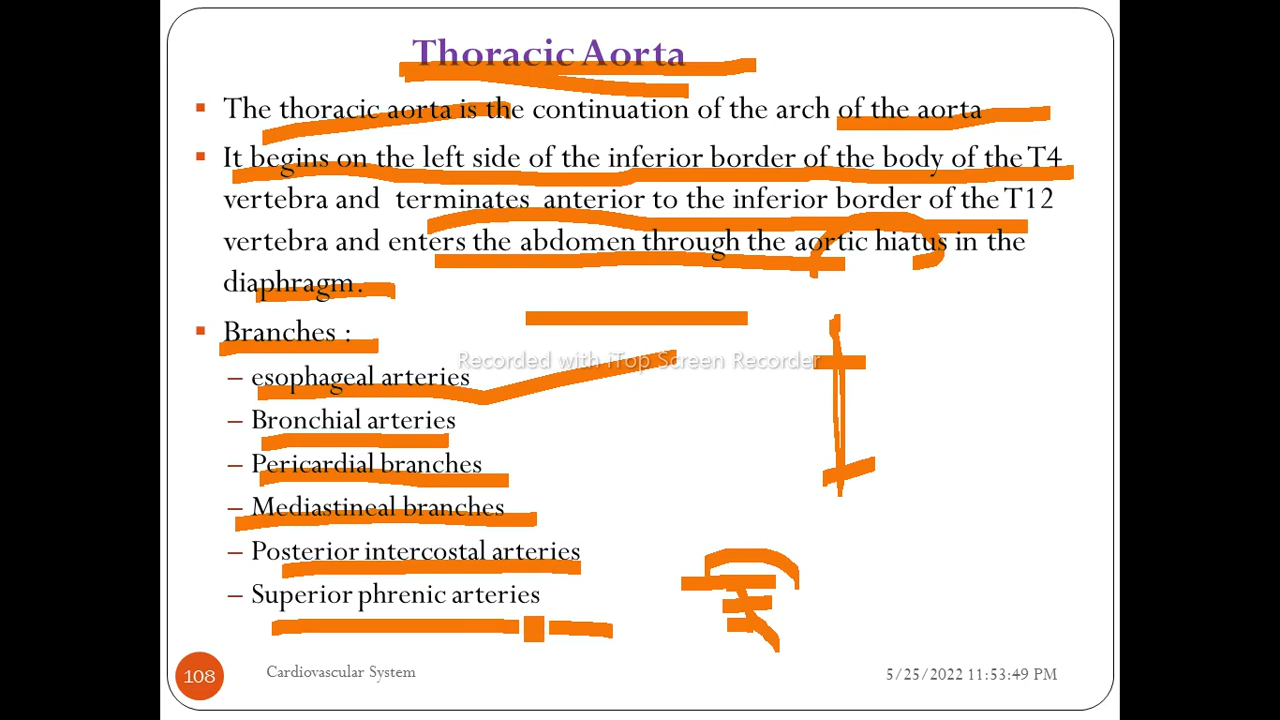 Thoracic Aorta
▪ The thoracic aorta is the continuation of the arch of the aorta
▪ It begins on the left side of the inferior border of the body of the T4
vertebra and terminates anterior to the inferior border of the T12
vertebra and enters the abdomen through the aortic hiatus in the
diaphragm.
▪ Branches :
Recorded with iTop Screen Recorder
– esophageal arteries
– Bronchial arteries
– Pericardial branches
– Mediastineal branches
– Posterior intercostal arteries
– Superior phrenic arteries
108
Cardiovascular System
5/25/2022 11:53:49 PM